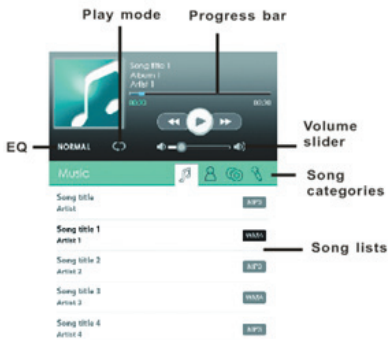 Play mode
Progress bar
Song title 1
Album 1
Artist 1
00:00
00:00
EQ
NORMAL
Volume
slider
Music
Song
categories
Song title
Artist
MP3
Song title 1
Artist 1
WMA
Song lists
Song title 2
Artist 2
MP3
Song title 3
Artist 3
WMA
Song title 4
Artist 4
MP3